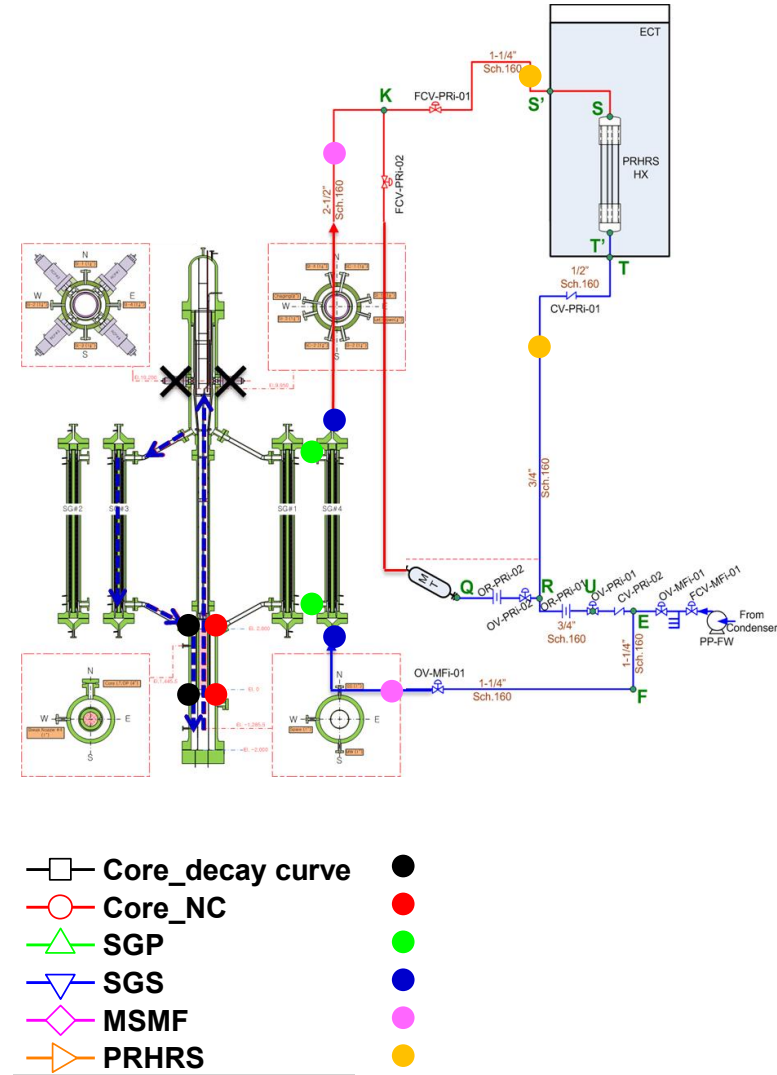 ECT
1-1/4"
Sch.160
K
FCV-PRi-01
S'
S
FCV-PRi-02
PRHRS
HX
2-1/2"
Sch.160
T'
T
1/2"
Sch.160
CV-PRi-01
N
W
E
S
N
W
E
S
3/4"
Sch.160
SG#2
SG#3
SG#1
SG#4
M
T
Q
OR-PRi-02
OV-PRi-02
R
OR-PRi-01
U
OV-PRi-01
CV-PRi-02
E
OV-MFi-01
FCV-MFi-01
From
Condenser
PP-FW
3/4"
Sch.160
1-1/4"
Sch.160
OV-MFi-01
1-1/4"
Sch.160
F
N
W
E
S
N
W
E
S
Core_decay curve
Core_NC
SGP
SGS
MSMF
PRHRS